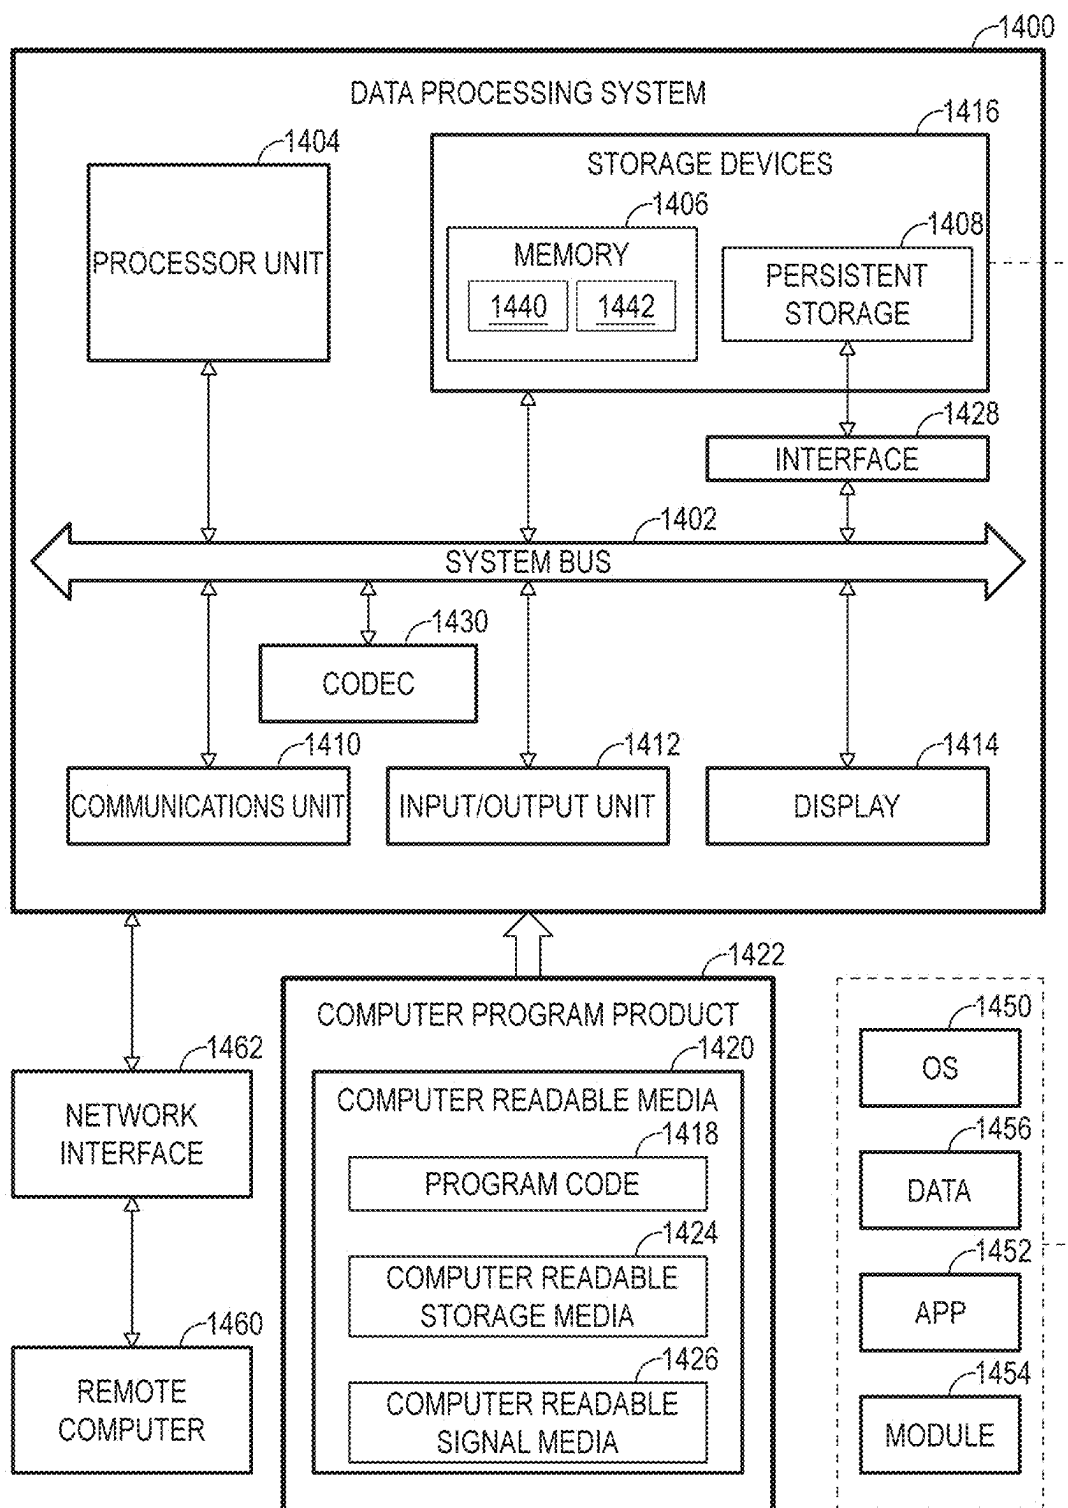 1400
DATA PROCESSING SYSTEM
1404
PROCESSOR UNIT
1416
STORAGE DEVICES
1406
MEMORY
1440
1442
1408
PERSISTENT
STORAGE
1428
INTERFACE
1402
SYSTEM BUS
1430
CODEC
1410
COMMUNICATIONS UNIT
1412
INPUT/OUTPUT UNIT
1414
DISPLAY
1462
NETWORK
INTERFACE
1460
REMOTE
COMPUTER
1422
COMPUTER PROGRAM PRODUCT
1420
COMPUTER READABLE MEDIA
1418
PROGRAM CODE
1424
COMPUTER READABLE
STORAGE MEDIA
1426
COMPUTER READABLE
SIGNAL MEDIA
1450
OS
1456
DATA
1452
APP
1454
MODULE